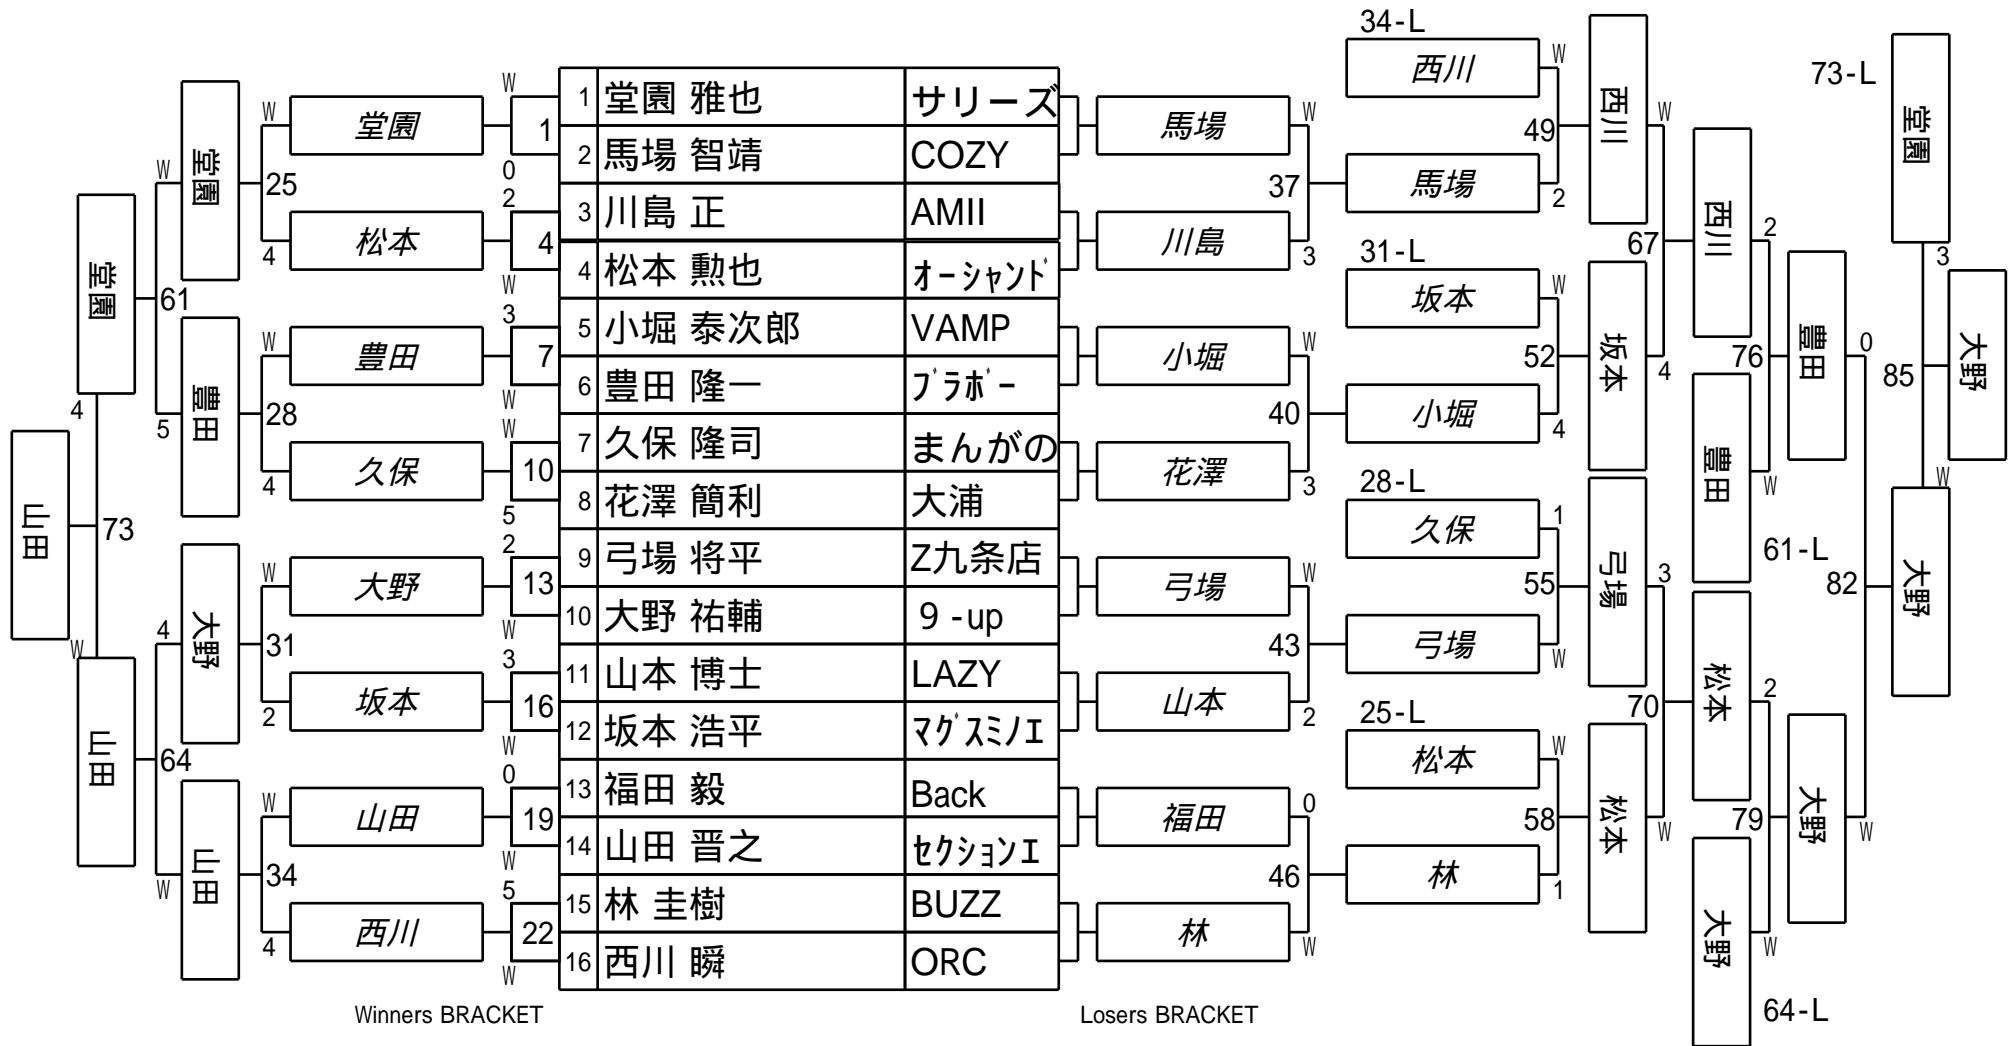 34-L
73-L
W 堂園 W 1 堂園 雅也 サリーズ 馬場 W 西川 W 西川 W 堂園
W 堂園 25 1 2 馬場 智靖 COZY 49 西川 2
0
2
4 松本 4 3 川島 正 AMII 川島 3 37 馬場 2 67 3
堂園 61 W 4 松本 勲也 オーシャンド 31-L
3
W 豊田 7 5 小堀 泰次郎 VAMP 小堀 W 坂本 W 坂本 4 豊田 0 大野
4 5 豊田 28 W 6 豊田 隆一 ブラボー 40 52 76 85
W
4 久保 10 7 久保 隆司 まんがの 花澤 3 小堀 4 豊田 W W
5 8 花澤 簡利 大浦 28-L
山田 73 2
W 大野 13 9 弓場 将平 Z九条店 弓場 W 久保 1 弓場 3 61-L 大野
W 4 大野 31 W 10 大野 祐輔 9-up 43 55 82
3
2 坂本 16 11 山本 博士 LAZY 山本 2 弓場 W 70 松本 2
山田 64 W 12 坂本 浩平 マグスミノエ 25-L
0
W 山田 19 13 福田 毅 Back 福田 0 松本 W 松本 W 79 大野 W
W 山田 34 W 14 山田 晋之 セクションエ 46 58
5
4 西川 22 15 林 圭樹 BUZZ 林 W 林 1 大野 W
W 16 西川 瞬 ORC
64-L
Winners BRACKET
Losers BRACKET